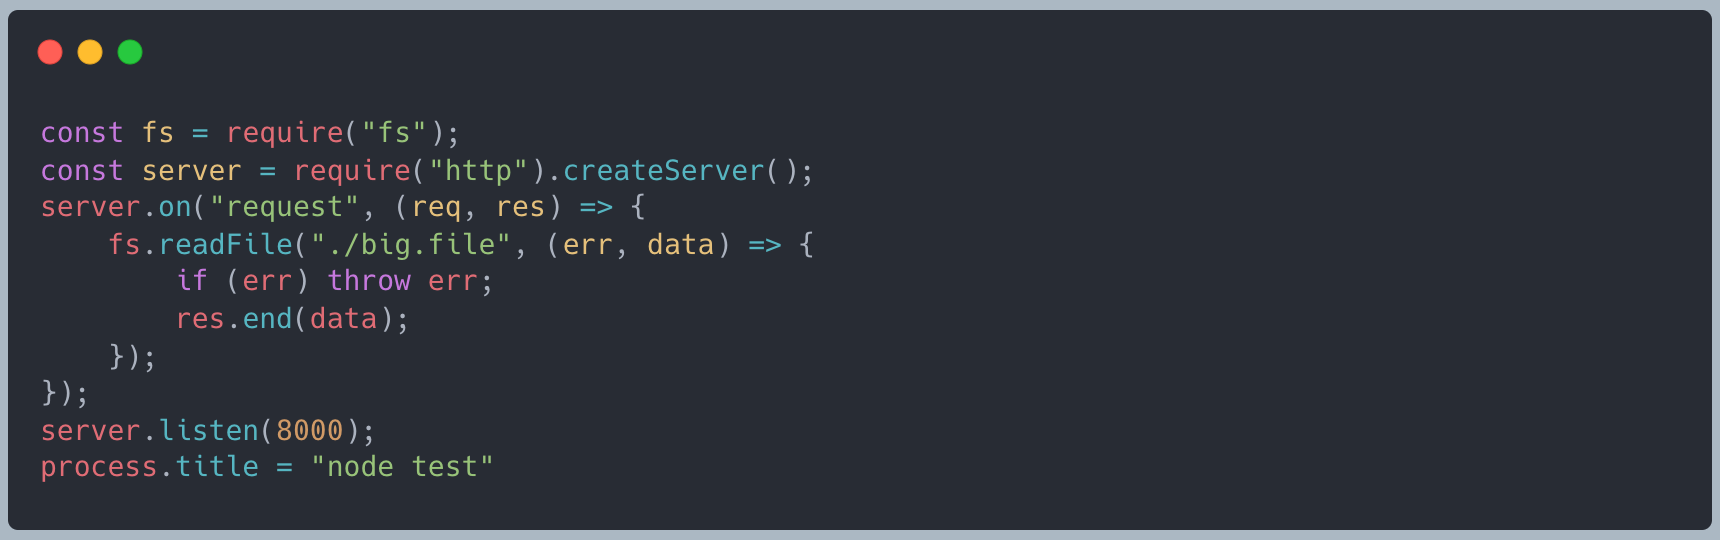 const fs = require("fs");
const server = require("http").createServer();
server.on("request", (req, res) => {
    fs.readFile("./big.file", (err, data) => {
        if (err) throw err;
        res.end(data);
    });
});
server.listen(8000);
process.title = "node test"